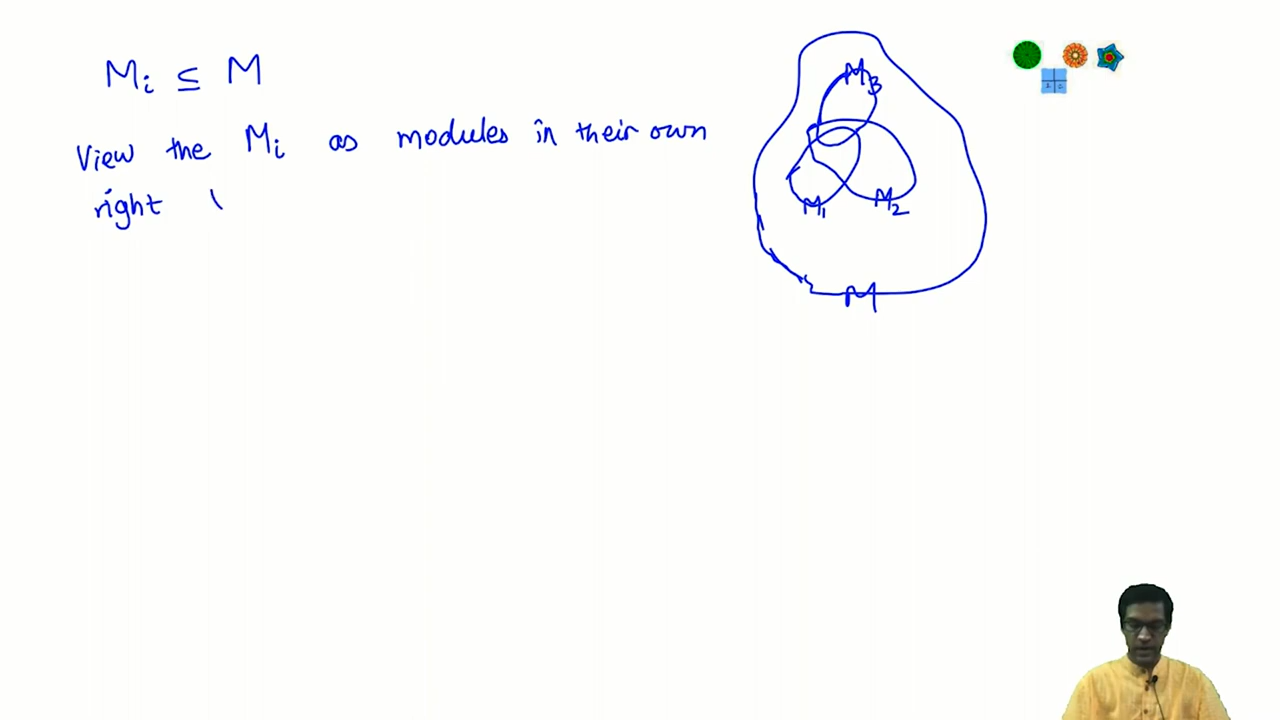 Mᵢ ≤ M
View the Mᵢ as modules in their own
right (
M₃
M₁ M₂
M